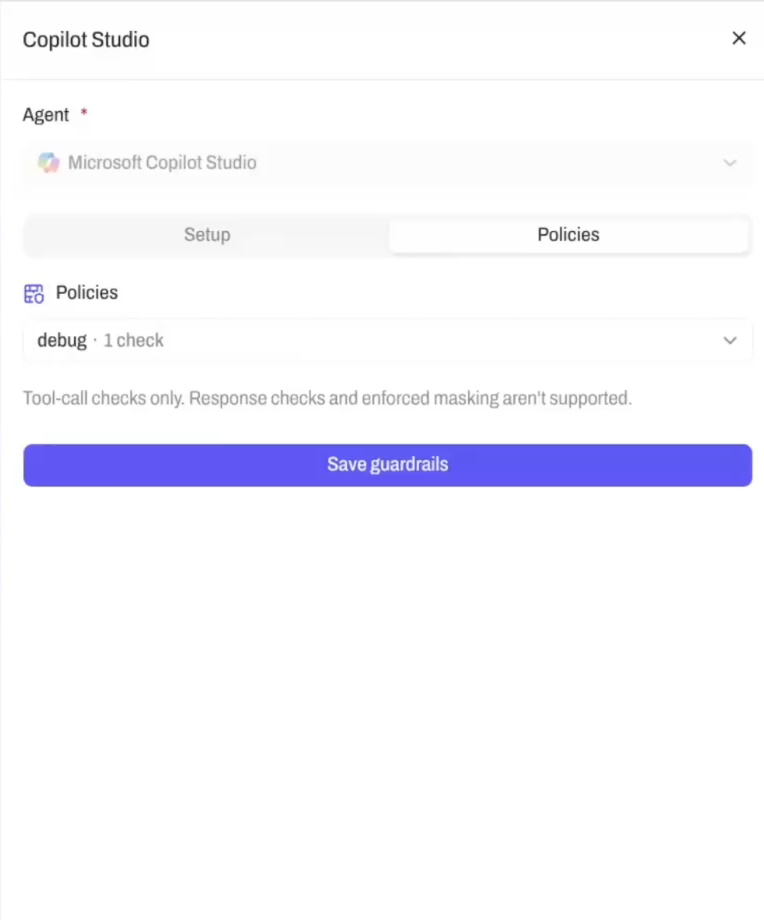 Copilot Studio
Agent *
Microsoft Copilot Studio
Setup
Policies
Policies
debug · 1 check
Tool-call checks only. Response checks and enforced masking aren't supported.
Save guardrails